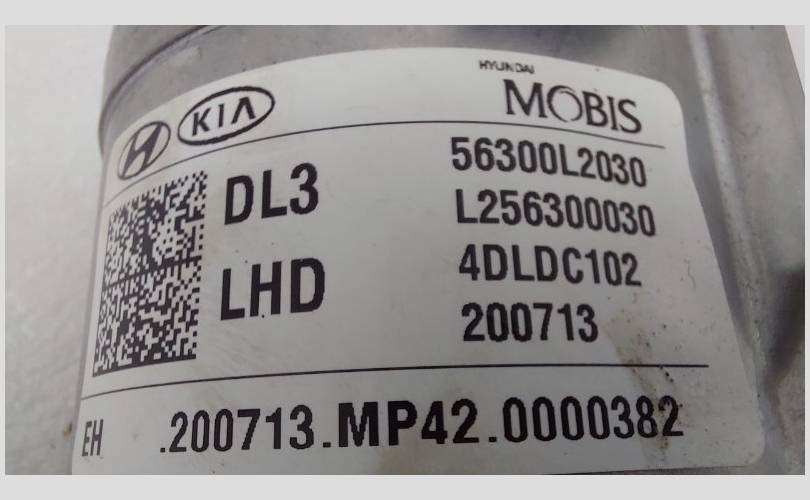 HYUNDAI
KIA
MOBIS
DL3
56300L2030
L256300030
LHD
4DLDC102
200713
EH .200713.MP42.0000382